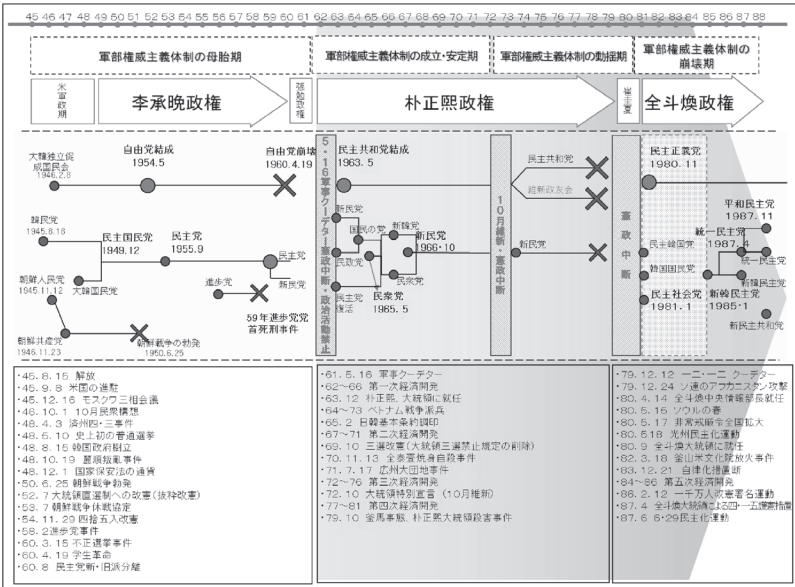 45 46 47 48 49 50 51 52 53 54 55 56 57 58 59 60 61 62 63 64 65 66 67 68 69 70 71 72 73 74 75 76 77 78 79 80 81 82 83 84 85 86 87 88
軍部権威主義体制の母胎期
軍部権威主義体制の成立・安定期
軍部権威主義体制の動揺期
軍部権威主義体制の
崩壊期
米軍政期
李承晩政権
張勉政権
朴正熙政権
崔圭夏
全斗煥政権
大韓独立促
成国民会
1946.2.8
自由党結成
1954.5
自由党崩壊
1960.4.19
韓民党
1945.8.16
民主国民党
1949.12
民主党
1955.9
大韓国民党
民主党
新民党
朝鮮人民党
1945.11.12
進歩党
59年進歩党党
首死刑事件
朝鮮共産党
1946.11.23
朝鮮戦争の勃発
1950.6.25
5・16軍事クーデター憲政中断・政治活動禁止
民主共和党結成
1963.5
新民党
国民の党
新韓党
新民党
1966・10
民政党
民衆党
民主党
復活
民衆党
1965.5
10月維新・憲政中断
民主共和党
維新政友会
新民党
憲政中断
民主正義党
1980.11
平和民主党
1987.11
統一民主党
1987.4
民主韓国党
統一民主党
韓国国民党
新韓民主党
民主社会党
1981.1
新韓民主党
1985・1
新民主共和党
・45.8.15 解放
・45.9.8 米国の進駐
・45.12.16 モスクワ三相会議
・46.10.1 10月民衆構想
・48.4.3 済州四・三事件
・48.5.10 史上初の普通選挙
・48.8.15 韓国政府樹立
・48.10.19 麗順叛乱事件
・48.12.1 国家保安法の通貨
・50.6.25 朝鮮戦争勃発
・52.7 大統領直選制への改憲(抜粋改憲)
・53.7 朝鮮戦争休戦協定
・54.11.29 四捨五入改憲
・58.2進歩党事件
・60.3.15 不正選挙事件
・60.4.19 学生革命
・60.8 民主党新・旧派分離
・61.5.16 軍事クーデター
・62〜66 第一次経済開発
・63.12 朴正熙、大統領に就任
・64〜73 ベトナム戦争派兵
・65.2 日韓基本条約調印
・67〜71 第二次経済開発
・69.10 三選改憲(大統領三選禁止規定の削除)
・70.11.13 全泰壹焼身自殺事件
・71.7.17 広州大団地事件
・72〜76 第三次経済開発
・72.10 大統領特別宣言(10月維新)
・77〜81 第四次経済開発
・79.10 釜馬事態、朴正熙大統領殺害事件
・79.12.12 一二・一二 クーデター
・79.12.24 ソ連のアフカニスタン攻撃
・80.4.14 全斗煥中央情報部長就任
・80.5.15 ソウルの春
・80.5.17 非常戒厳令全国拡大
・80.518 光州民主化運動
・80.9 全斗煥大統領に就任
・82.3.18 釜山米文化院放火事件
・83.12.21 自律化措置断
・84〜86 第五次経済開発
・86.2.12 一千万人改憲署名運動
・87.4 全斗煥大統領による四・一五護憲措置
・87.6 6・29民主化運動